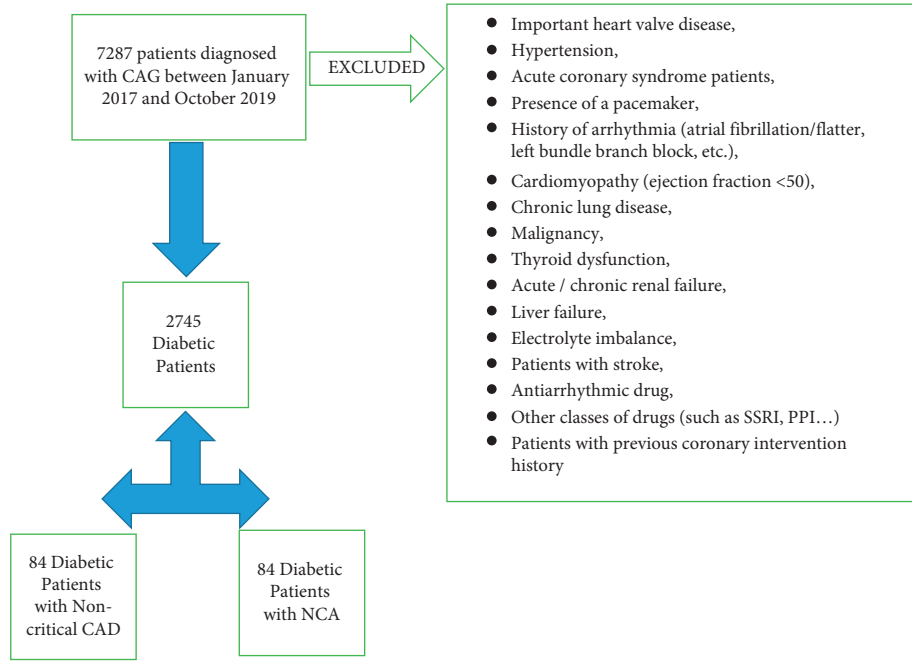 7287 patients diagnosed
with CAG between January
2017 and October 2019
EXCLUDED
● Important heart valve disease,
● Hypertension,
● Acute coronary syndrome patients,
● Presence of a pacemaker,
● History of arrhythmia (atrial fibrillation/flatter,
left bundle branch block, etc.),
● Cardiomyopathy (ejection fraction <50),
● Chronic lung disease,
● Malignancy,
● Thyroid dysfunction,
● Acute / chronic renal failure,
● Liver failure,
● Electrolyte imbalance,
● Patients with stroke,
● Antiarrhythmic drug,
● Other classes of drugs (such as SSRI, PPI…)
● Patients with previous coronary intervention
history
2745
Diabetic
Patients
84 Diabetic
Patients
with Non-
critical CAD
84 Diabetic
Patients
with NCA